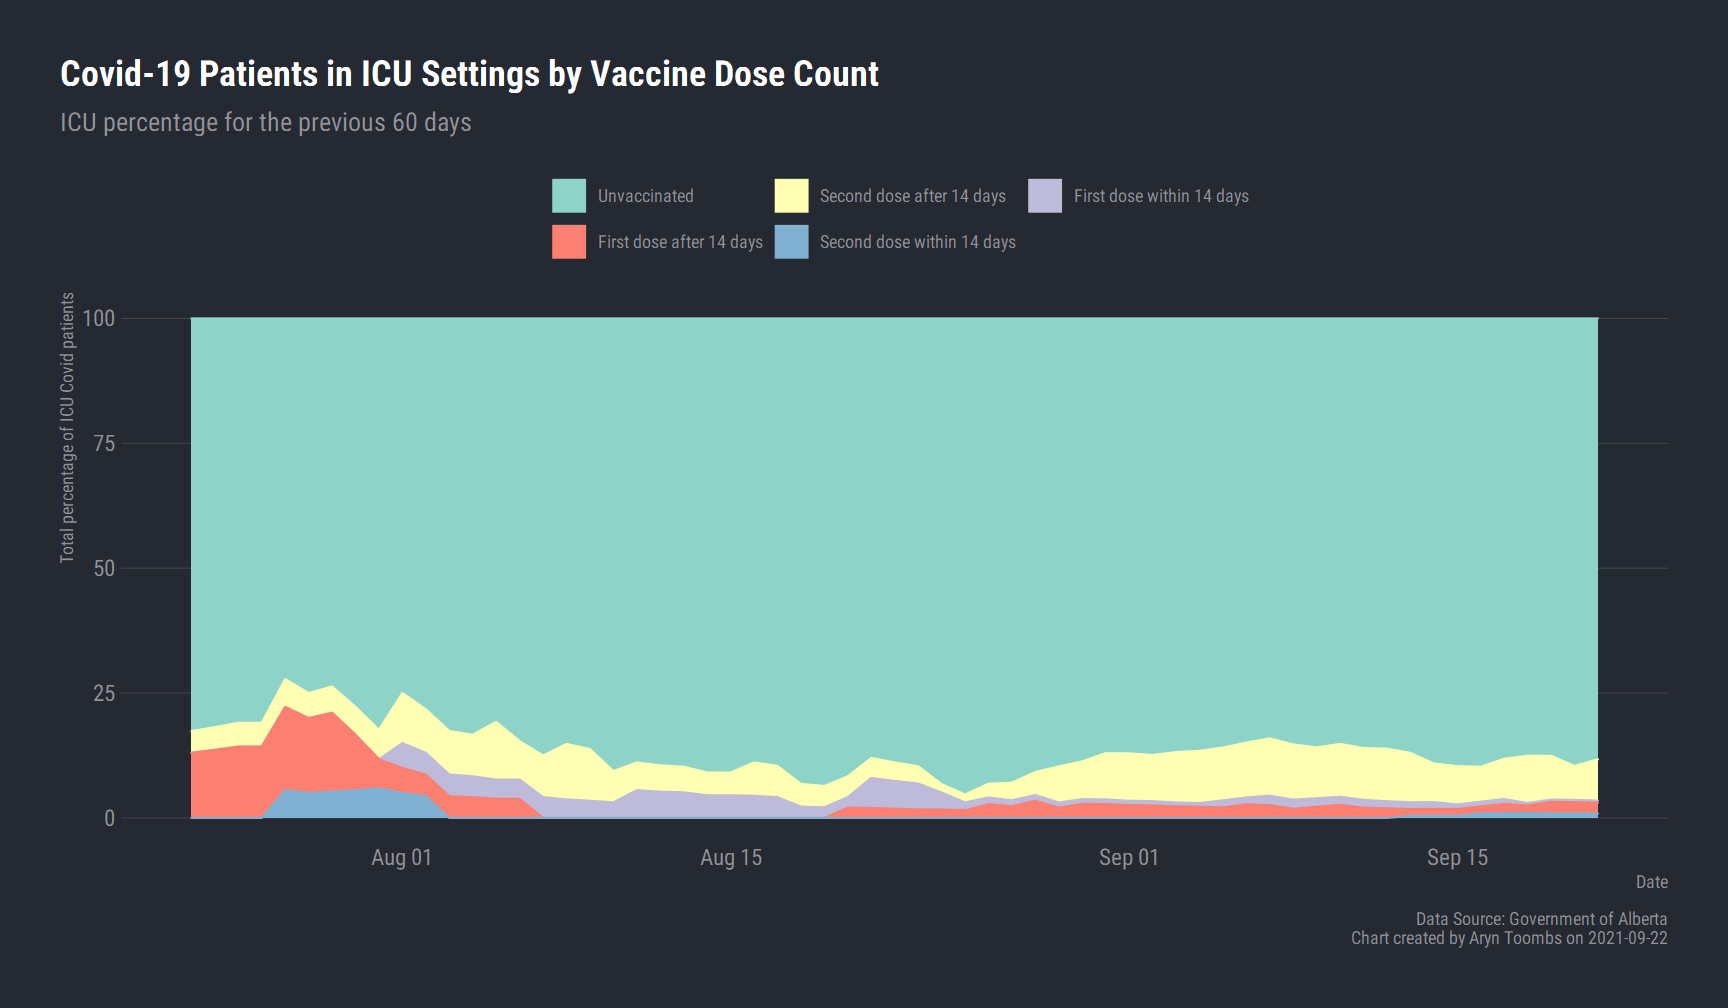 Covid-19 Patients in ICU Settings by Vaccine Dose Count
ICU percentage for the previous 60 days
Unvaccinated
Second dose after 14 days
First dose within 14 days
First dose after 14 days
Second dose within 14 days
Total percentage of ICU Covid patients
100
75
50
25
0
Aug 01
Aug 15
Sep 01
Sep 15
Date
Data Source: Government of Alberta
Chart created by Aryn Toombs on 2021-09-22